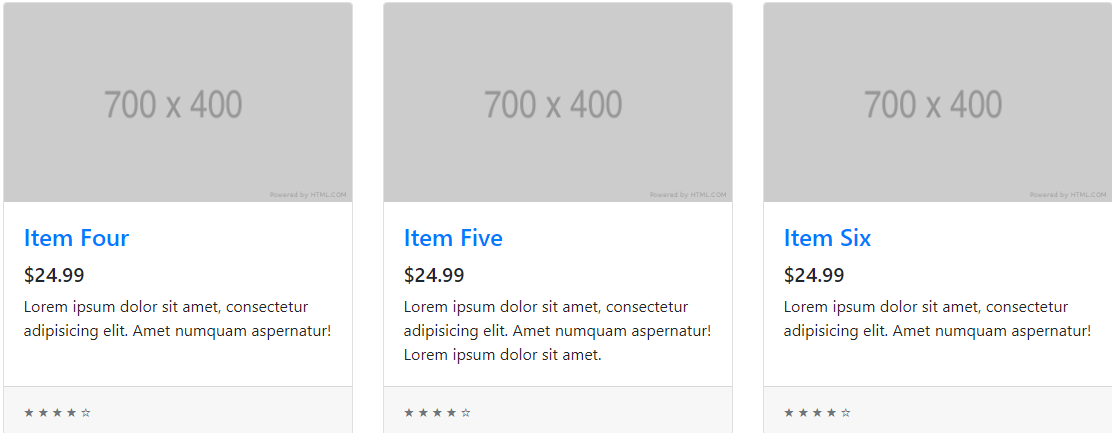 700 x 400
Powered by HTML.COM
Item Four
$24.99
Lorem ipsum dolor sit amet, consectetur
adipisicing elit. Amet numquam aspernatur!
★ ★ ★ ★ ☆
700 x 400
Powered by HTML.COM
Item Five
$24.99
Lorem ipsum dolor sit amet, consectetur
adipisicing elit. Amet numquam aspernatur!
Lorem ipsum dolor sit amet.
★ ★ ★ ★ ☆
700 x 400
Powered by HTML.COM
Item Six
$24.99
Lorem ipsum dolor sit amet, consectetur
adipisicing elit. Amet numquam aspernatur!
★ ★ ★ ★ ☆